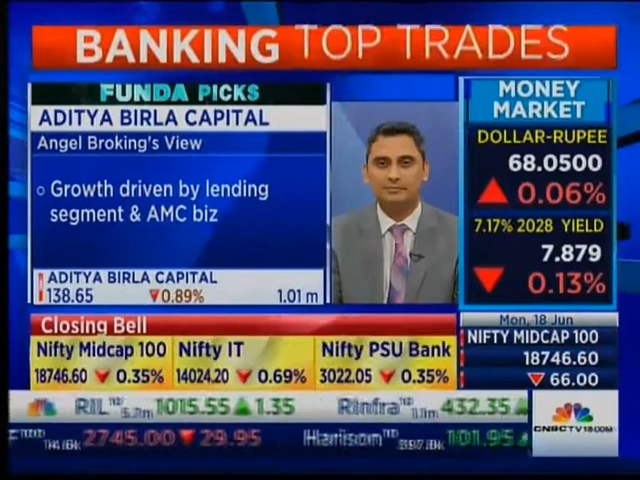 BANKING TOP TRADES
FUNDA PICKS
ADITYA BIRLA CAPITAL
Angel Broking's View
Growth driven by lending
segment & AMC biz
ADITYA BIRLA CAPITAL
138.65 ▼0.89% 1.01 m
MONEY
MARKET
DOLLAR-RUPEE
68.0500
▲ 0.06%
7.17% 2028 YIELD
7.879
▼ 0.13%
Closing Bell
Nifty Midcap 100 Nifty IT Nifty PSU Bank
18746.60 ▼ 0.35% 14024.20 ▼ 0.69% 3022.05 ▼ 0.35%
Mon, 18 Jun
NIFTY MIDCAP 100
18746.60
▼ 66.00
RIL 1015.55 ▲ 1.35 RInfra 432.35 ▲
2745.00 ▼ 29.95 Harrison 101.95 ▲
CNBCTV18.COM